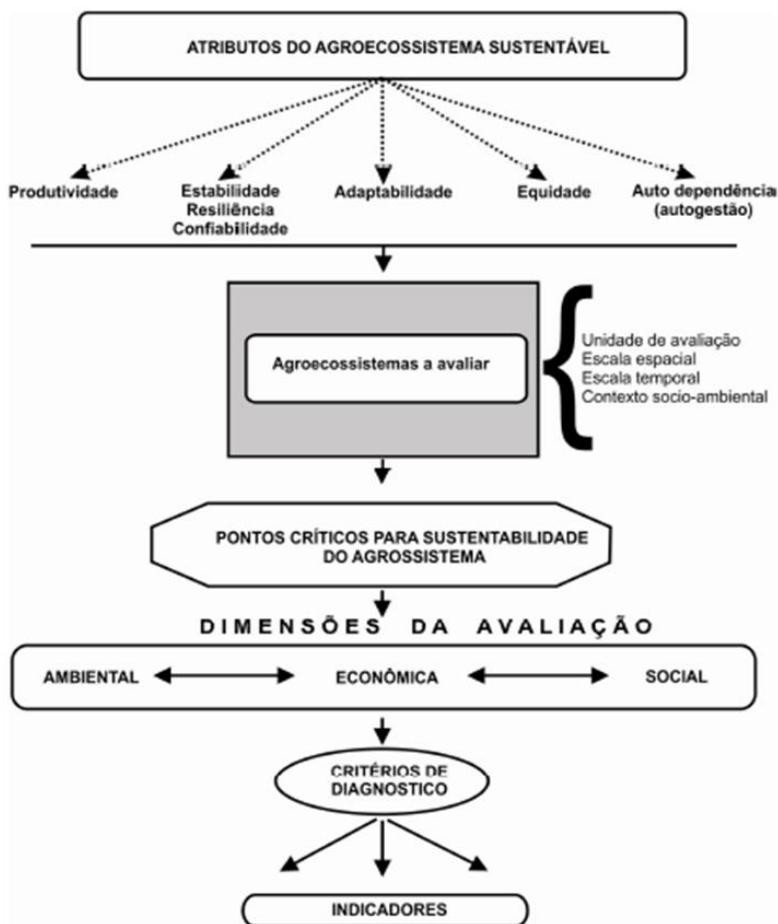 ATRIBUTOS DO AGROECOSSISTEMA SUSTENTÁVEL
Produtividade
Estabilidade
Resiliência
Confiabilidade
Adaptabilidade
Equidade
Auto dependência
(autogestão)
Agroecossistemas a avaliar
Unidade de avaliação
Escala espacial
Escala temporal
Contexto socio-ambiental
PONTOS CRÍTICOS PARA SUSTENTABILIDADE
DO AGROSSISTEMA
DIMENSÕES DA AVALIAÇÃO
AMBIENTAL ECONÔMICA SOCIAL
CRITÉRIOS DE
DIAGNOSTICO
INDICADORES